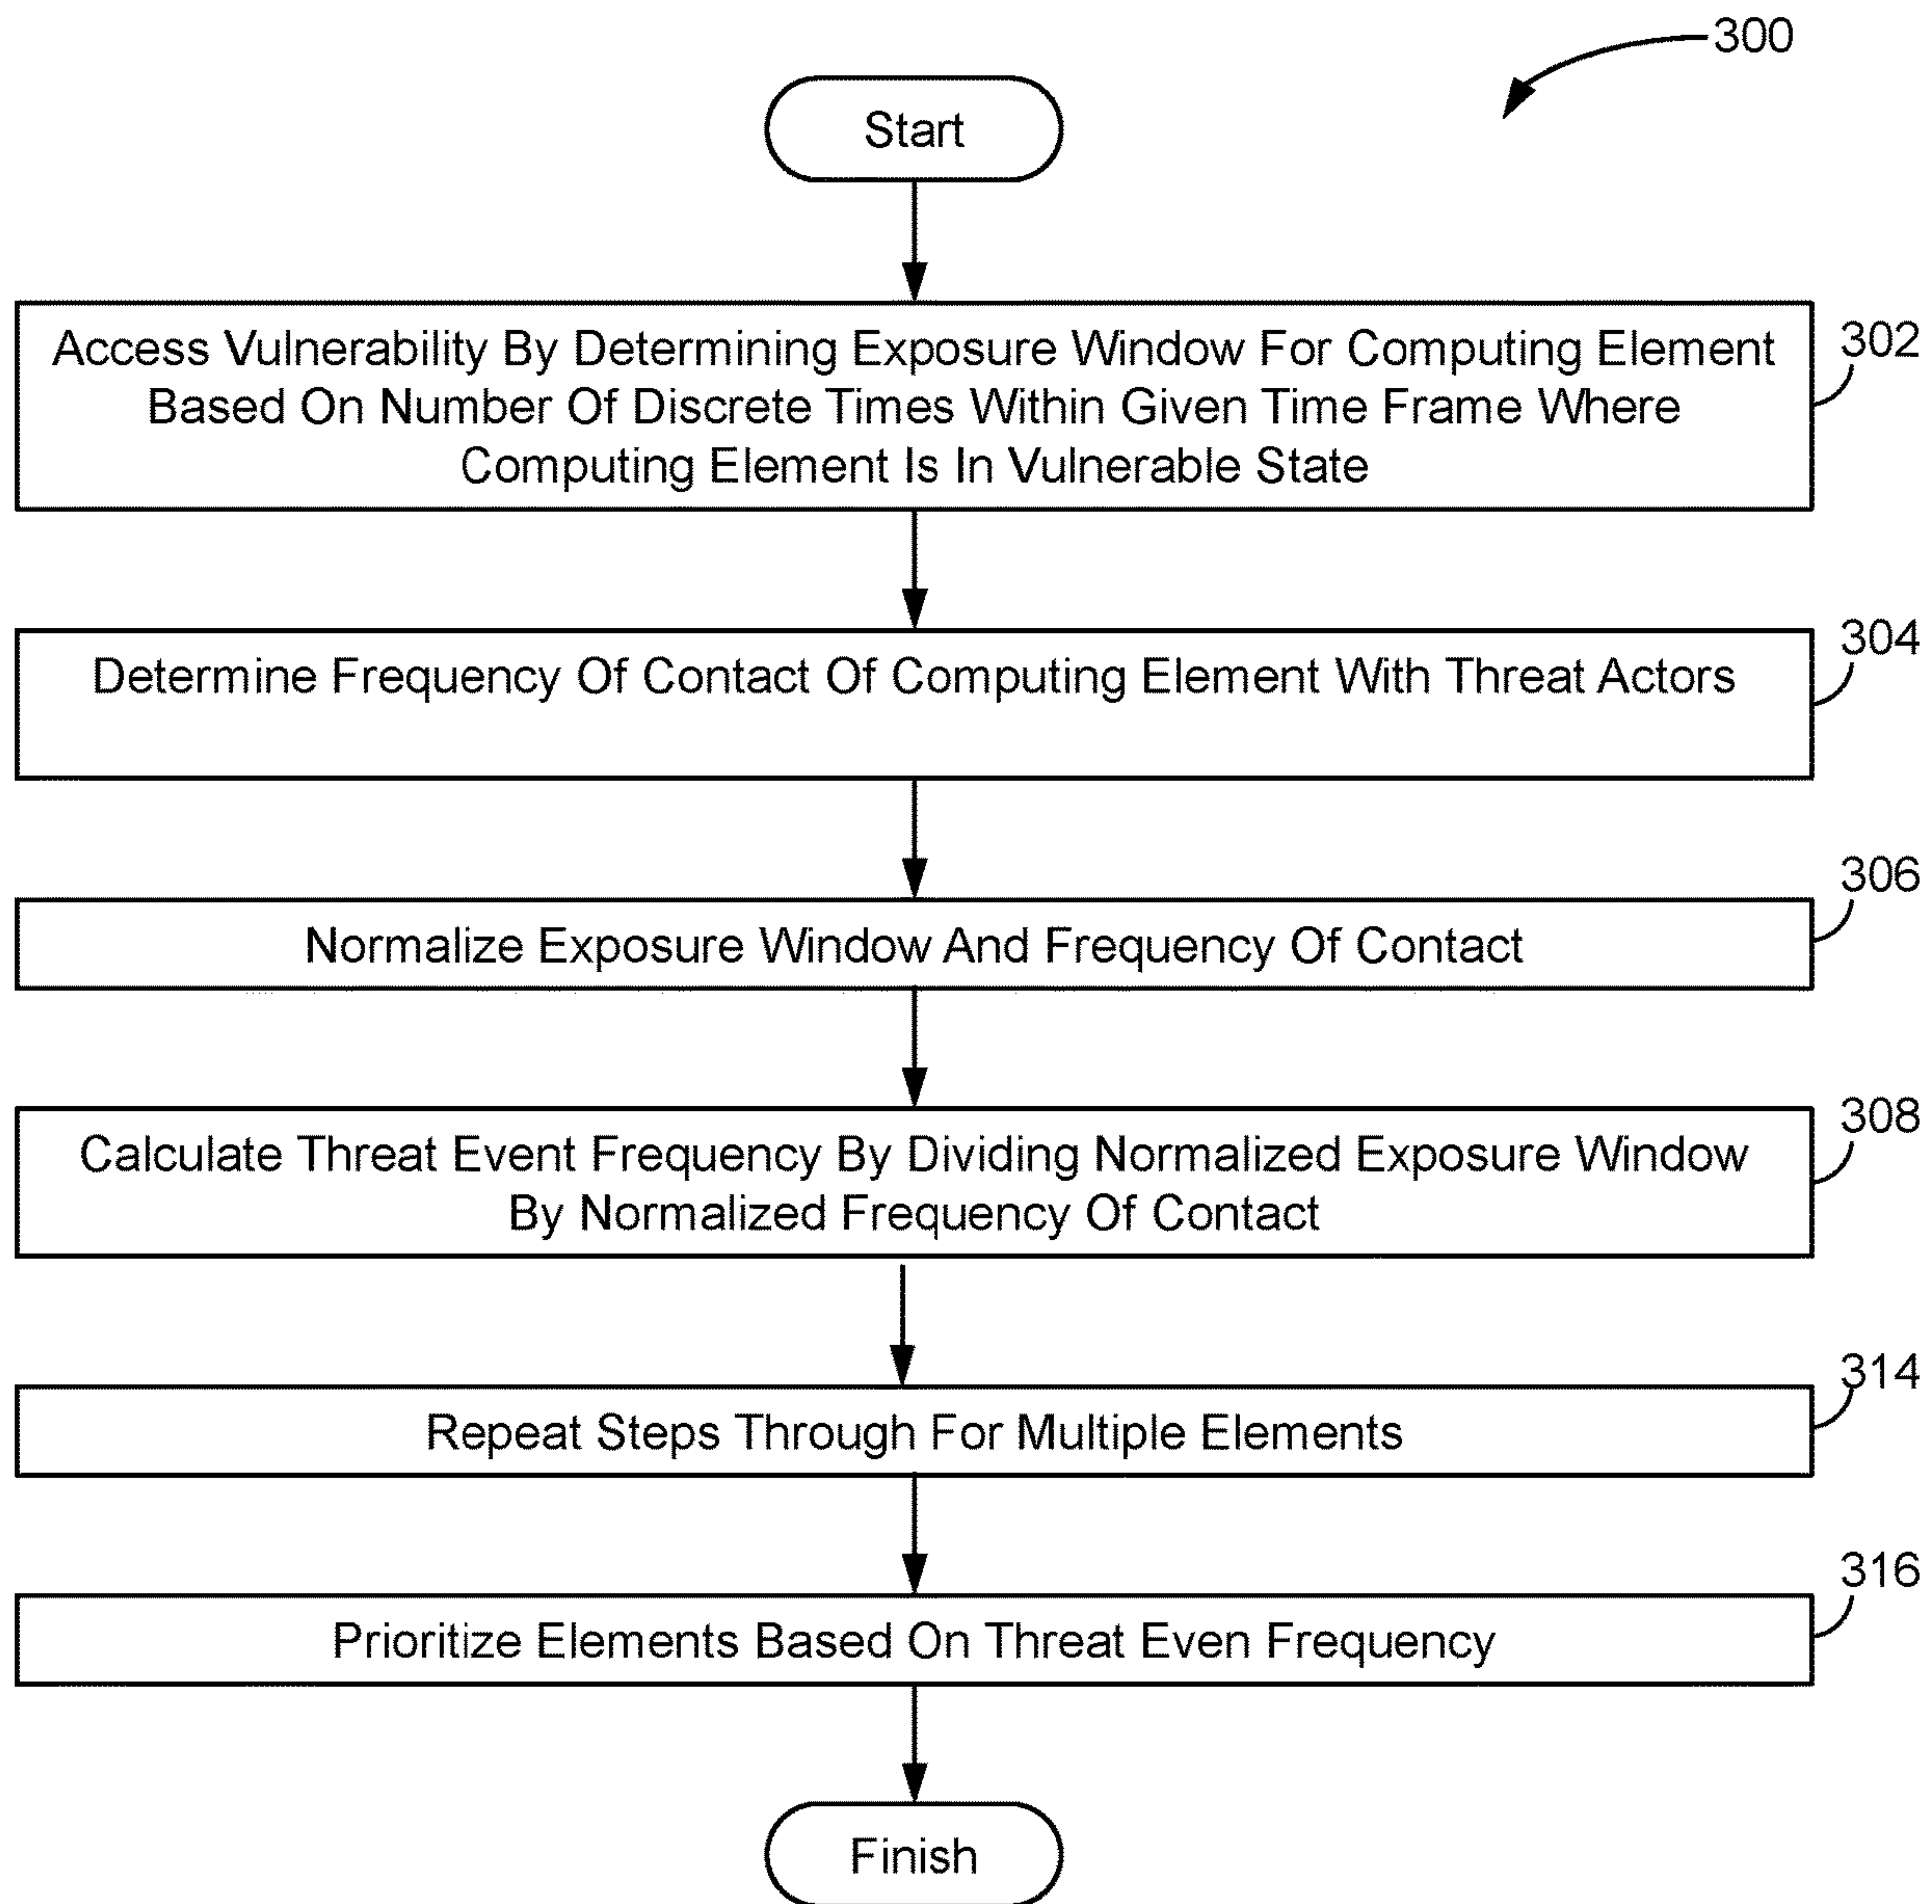 300
Start
Access Vulnerability By Determining Exposure Window For Computing Element
Based On Number Of Discrete Times Within Given Time Frame Where
Computing Element Is In Vulnerable State
302
Determine Frequency Of Contact Of Computing Element With Threat Actors
304
Normalize Exposure Window And Frequency Of Contact
306
Calculate Threat Event Frequency By Dividing Normalized Exposure Window
By Normalized Frequency Of Contact
308
Repeat Steps Through For Multiple Elements
314
Prioritize Elements Based On Threat Even Frequency
316
Finish